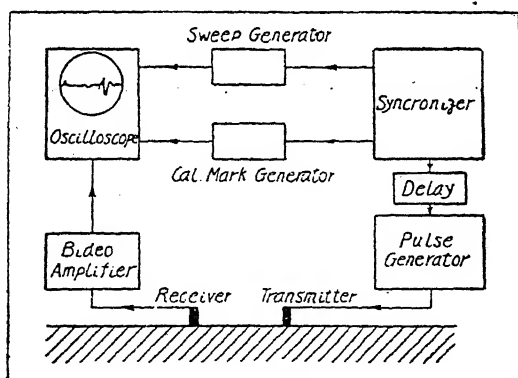 Sweep Generator
Oscilloscope
Syncronizer
Cal. Mark Generator
Delay
Bideo
Amplifier
Pulse
Generator
Receiver
Transmitter